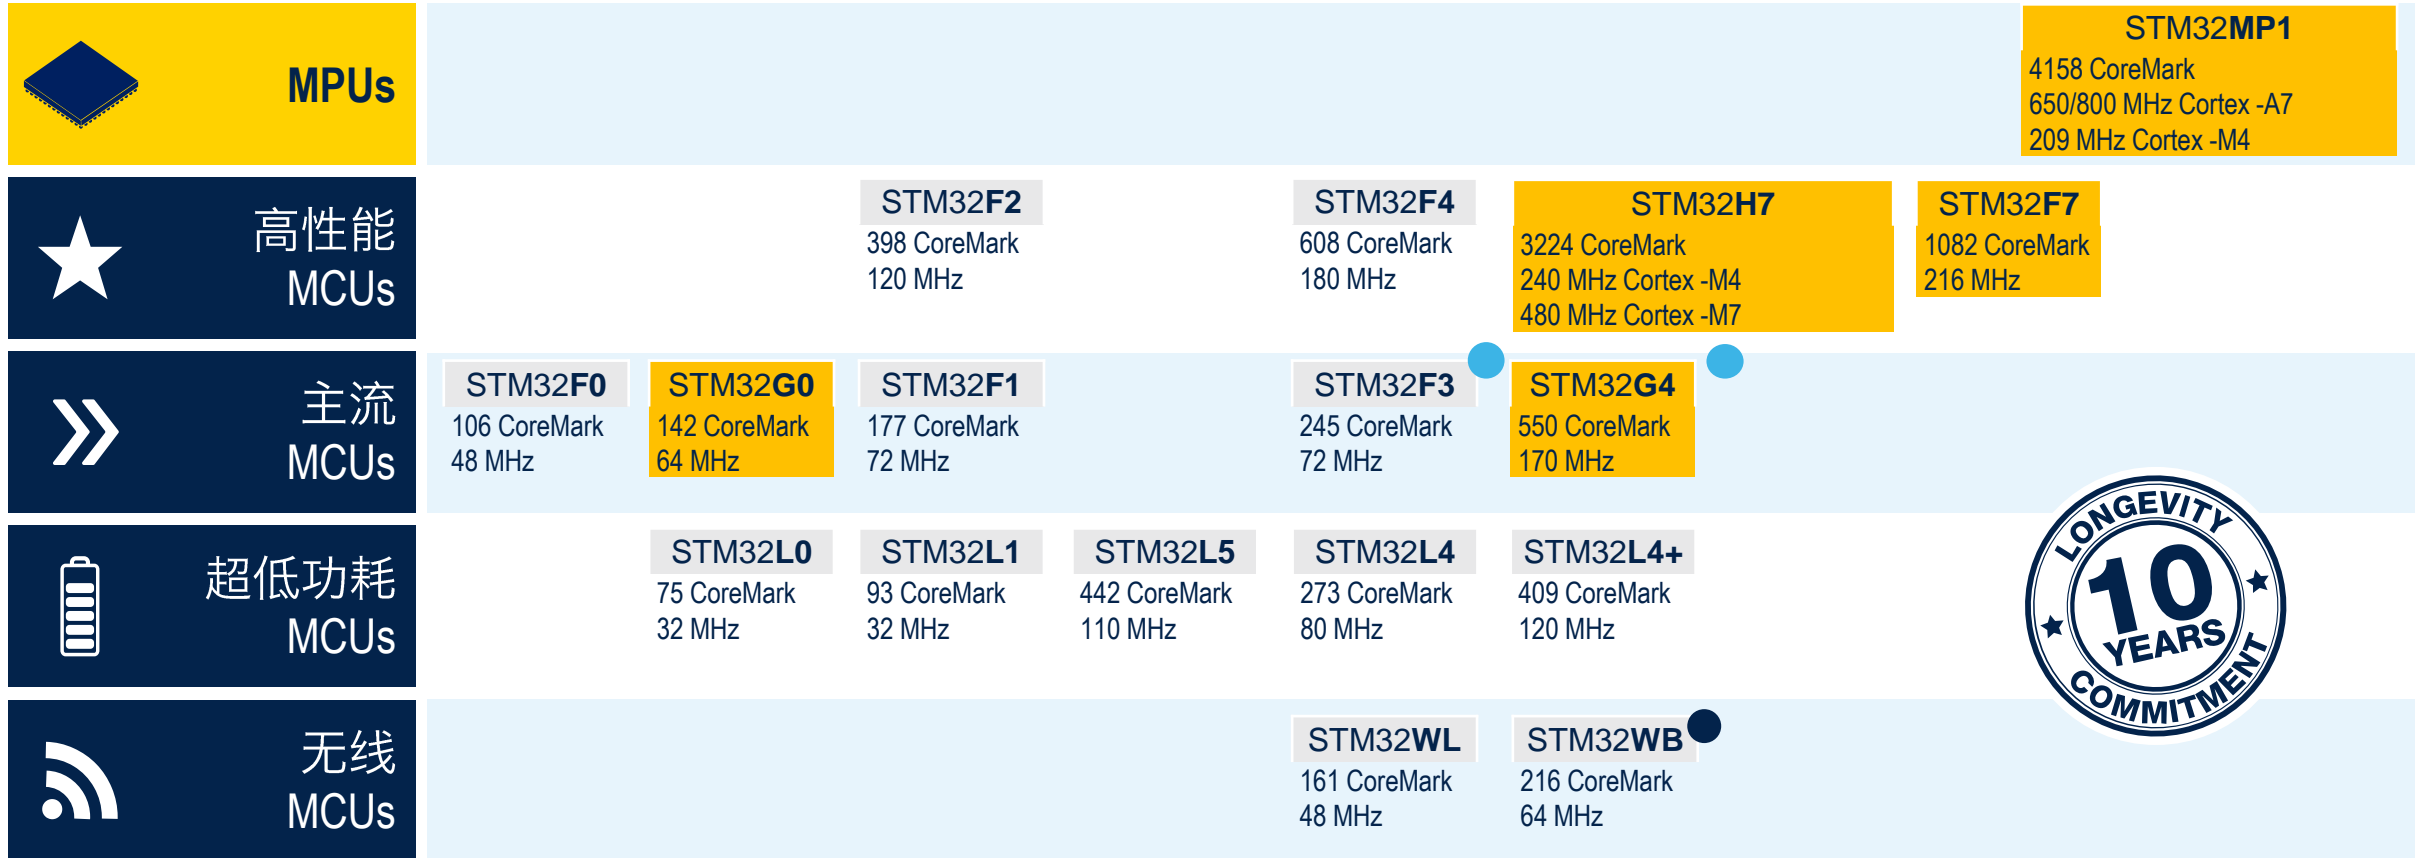 MPUs
STM32MP1
4158 CoreMark
650/800 MHz Cortex -A7
209 MHz Cortex -M4
高性能
MCUs
STM32F2
398 CoreMark
120 MHz
STM32F4
608 CoreMark
180 MHz
STM32H7
3224 CoreMark
240 MHz Cortex -M4
480 MHz Cortex -M7
STM32F7
1082 CoreMark
216 MHz
主流
MCUs
STM32F0
106 CoreMark
48 MHz
STM32G0
142 CoreMark
64 MHz
STM32F1
177 CoreMark
72 MHz
STM32F3
245 CoreMark
72 MHz
STM32G4
550 CoreMark
170 MHz
超低功耗
MCUs
STM32L0
75 CoreMark
32 MHz
STM32L1
93 CoreMark
32 MHz
STM32L5
442 CoreMark
110 MHz
STM32L4
273 CoreMark
80 MHz
STM32L4+
409 CoreMark
120 MHz
LONGEVITY
10
YEARS
COMMITMENT
无线
MCUs
STM32WL
161 CoreMark
48 MHz
STM32WB
216 CoreMark
64 MHz